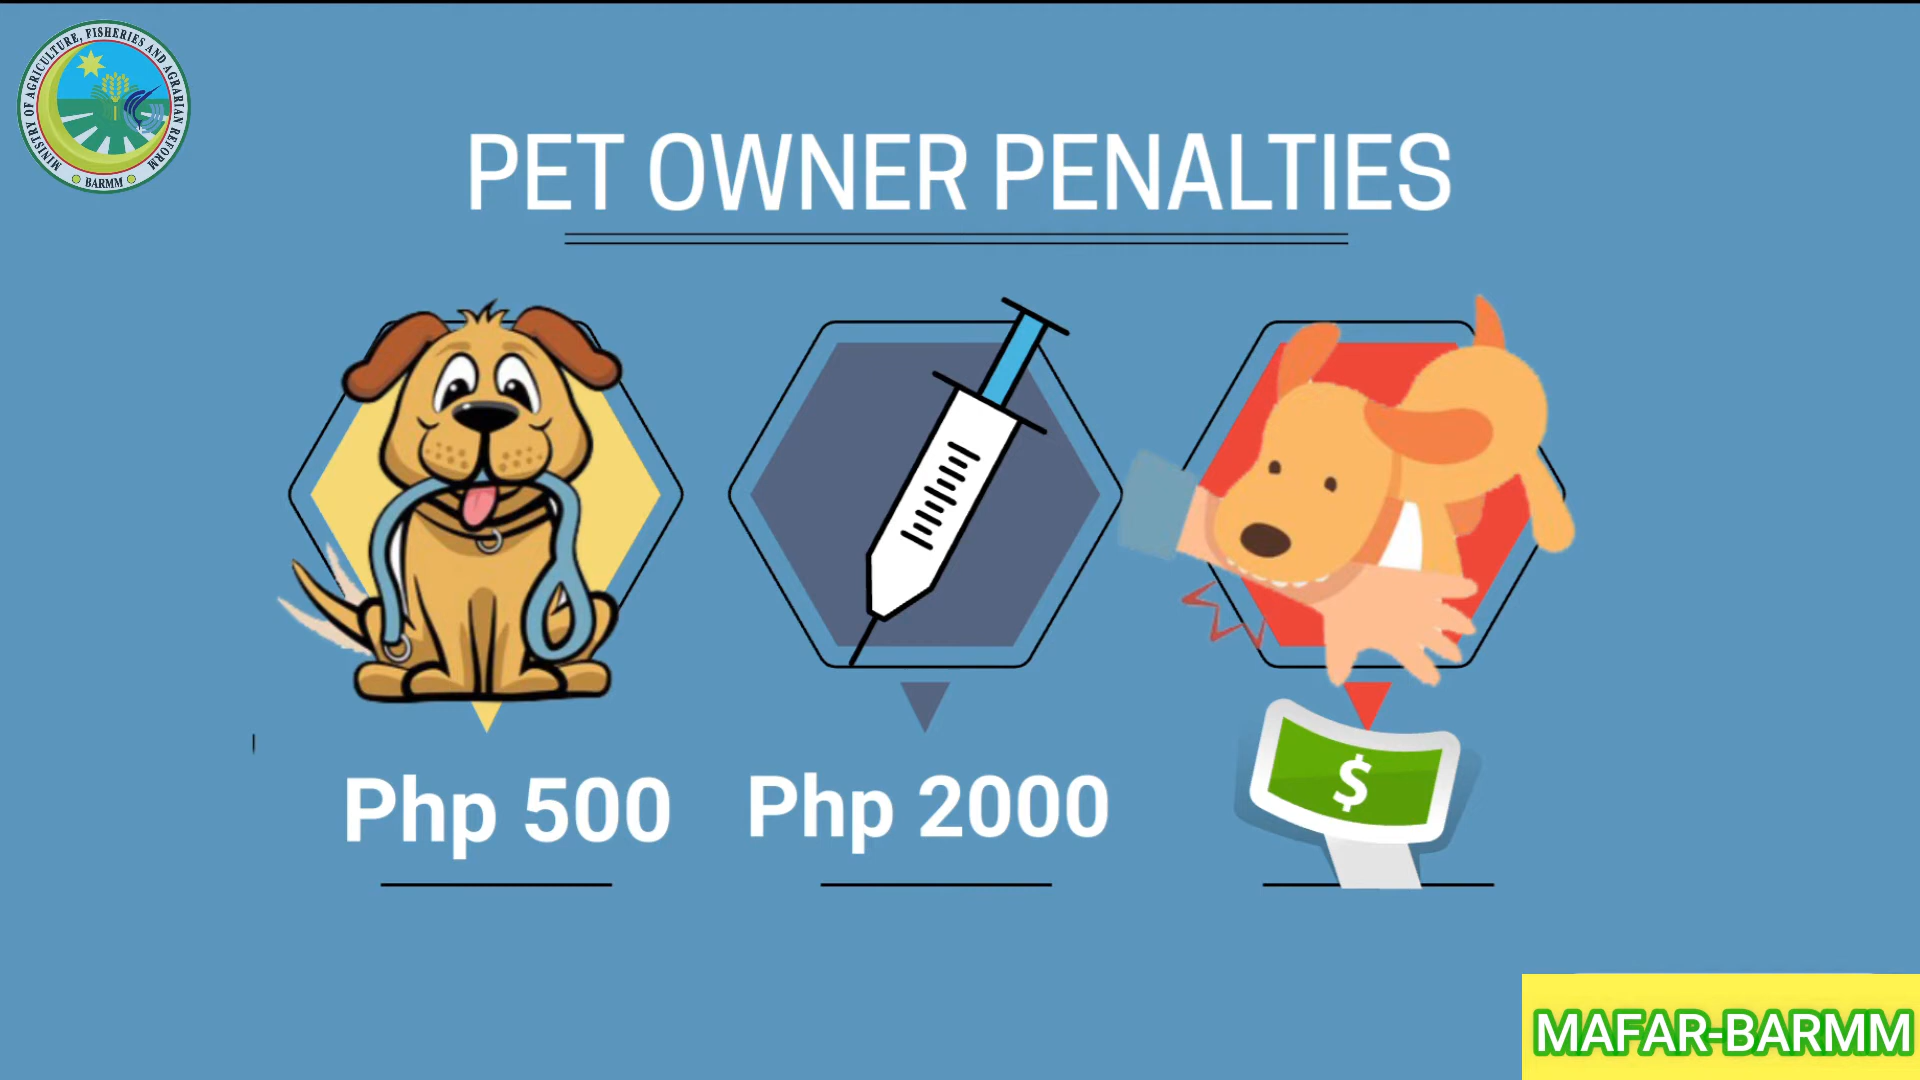 MINISTRY OF AGRICULTURE, FISHERIES AND AGRARIAN REFORM
BARMM
PET OWNER PENALTIES
$
Php 500
Php 2000
MAFAR-BARMM